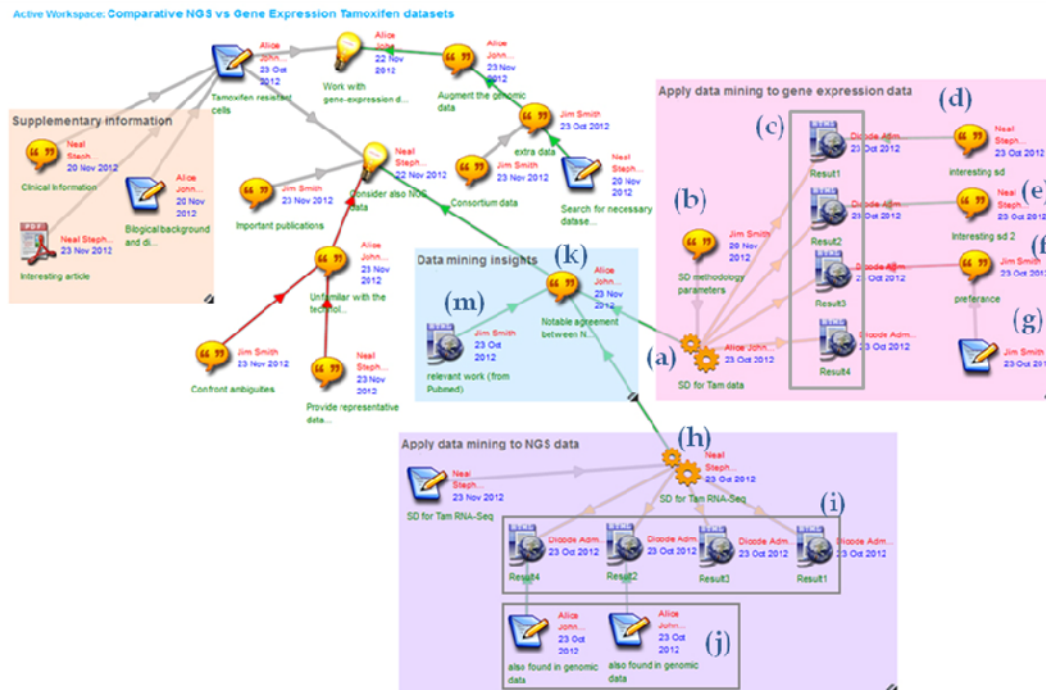 Active Workspace: Comparative NGS vs Gene Expression Tamoxifen datasets
Alice
John...
23 Oct
2012
Tamoxifen resistant
cells
Alice
Joh...
22 Nov
2012
Work with
gene-expression d...
Alice
John...
23 Nov
2012
Augment the genomic
data
Jim Smith
23 Oct 2012
extra data
Jim Smith
23 Nov 2012
Consortium data
Neal
Steph...
20 Nov
2012
Search for necessary
datase...
Supplementary information
Neal
Steph...
20 Nov 2012
Clinical Information
Alice
John...
20 Nov
2012
Biogical background
and di...
Neal Steph...
23 Nov 2012
Interesting article
Neal
Steph...
22 Nov 2012
Consider also NGS
data
Jim Smith
23 Nov 2012
Important publications
Alice
John...
23 Nov
2012
Unfamiliar with the
technol...
Jim Smith
23 Nov 2012
Confront ambiguites
Neal
Steph...
23 Nov
2012
Provide representative
data...
Data mining insights
(k)
Alice
John...
23 Nov
2012
Notable agreement
between N...
(m)
Jim Smith
23 Oct
2012
relevant work (from
Pubmed)
Apply data mining to gene expression data
(c)
(d)
Dicode Adm...
23 Oct 2012
Result1
Neal
Steph...
23 Oct 2012
interesting sd
(b)
Jim Smith
20 Nov
2012
SD methodology
parameters
Dicode Adm...
23 Oct 2012
Result2
(e)
Neal
Steph...
23 Oct 2012
Interesting sd 2
Dicode Adm...
23 Oct 2012
Result3
(f)
Jim Smith
23 Oct 2012
preferance
(a)
Alice John...
23 Oct 2012
SD for Tam data
Dicode Adm...
23 Oct 2012
Result4
(g)
Jim Smith
23 Oct 2012
Apply data mining to NGS data
(h)
Neal
Steph...
23 Oct 2012
SD for Tam RNA-Seq
Neal
Steph...
23 Nov 2012
SD for Tam RNA-Seq
(i)
Dicode Adm...
23 Oct 2012
Result4
Dicode Adm...
23 Oct 2012
Result2
Dicode Adm...
23 Oct 2012
Result3
Dicode Adm...
23 Oct 2012
Result1
Alice
John...
23 Oct
2012
also found in genomic
data
Alice
John...
23 Oct
2012
also found in genomic
data
(j)